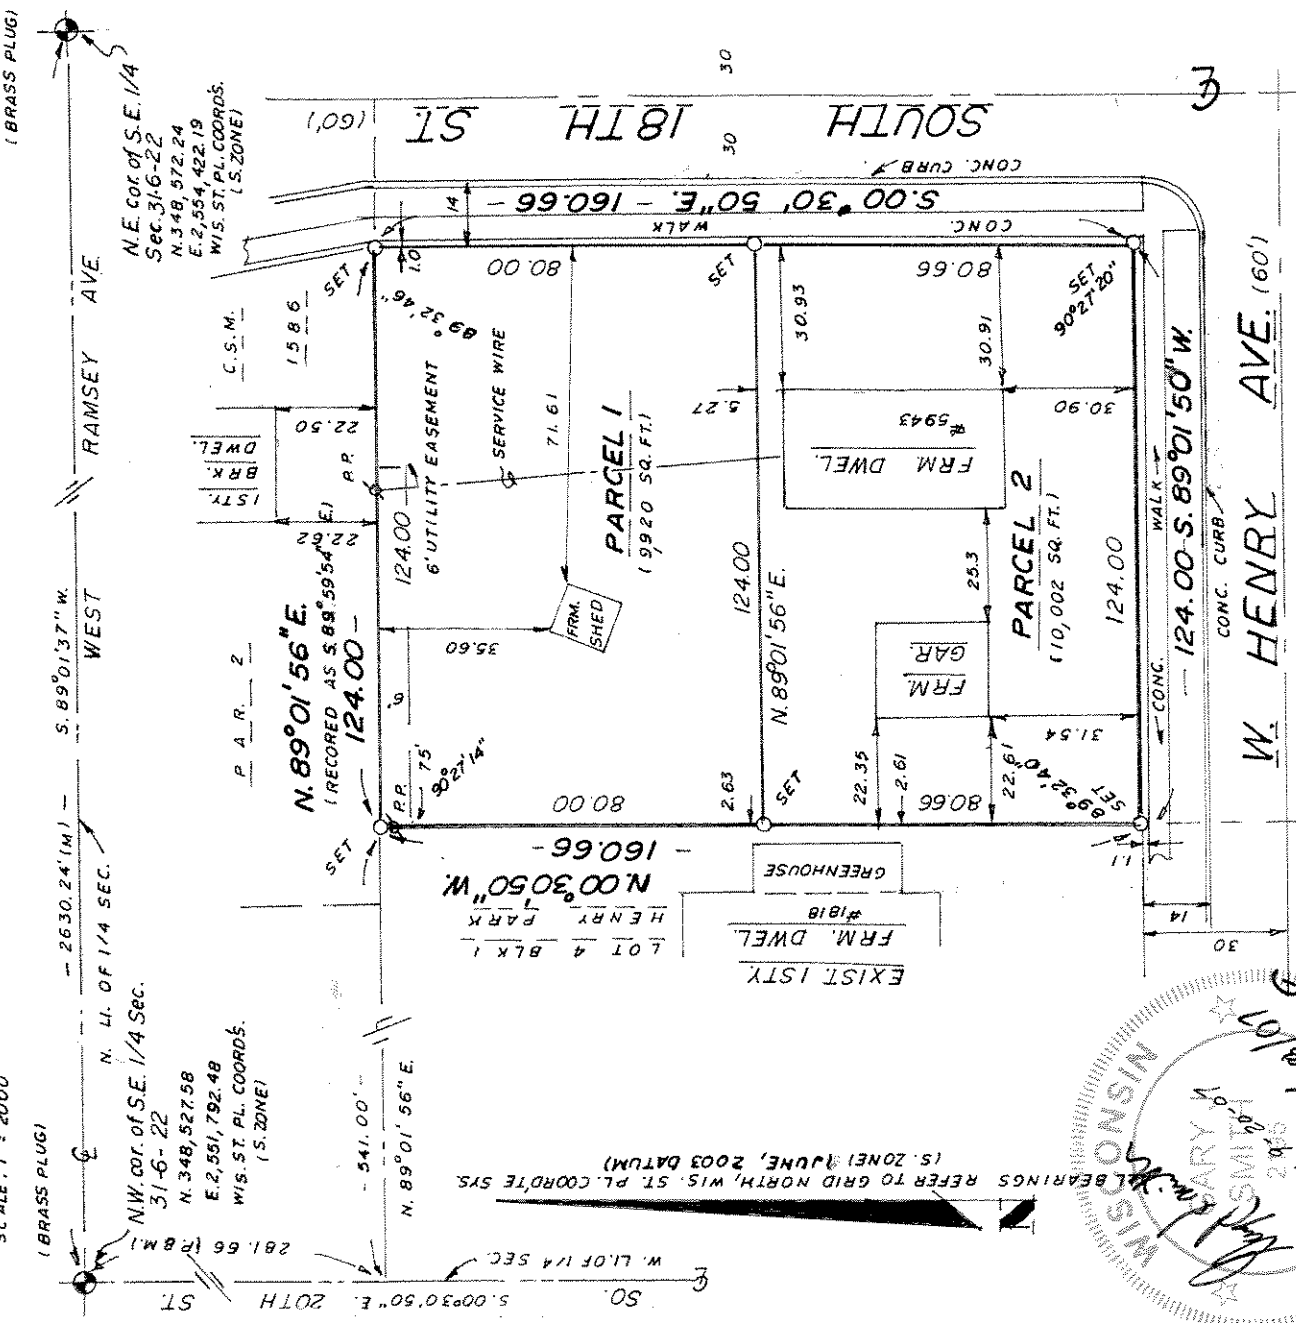 (BRASS PLUG)
N.E. cor. of S.E. 1/4
Sec. 31-6-22
N. 348,572.24
E. 2,554,422.19
WIS. ST. PL. COORDS.
(S. ZONE)
WEST RAMSEY AVE.
- 2630.24' (M) - S. 89°01'37" W.
N. LI. OF 1/4 SEC.
(BRASS PLUG)
N.W. cor. of S.E. 1/4 Sec.
31-6-22
N. 348,527.58
E. 2,551,792.48
WIS. ST. PL. COORDS.
(S. ZONE)
281.66 (P & M.)
SO. 20TH ST.
S. 00°30'50" E.
W. LI. OF 1/4 SEC
- 541.00' -
N. 89°01'56" E.
SOUTH 18TH ST.
(60')
30
30
CONC. CURB
S. 00°30'50" E. - 160.66 -
14
CONC. WALK
C.S.M.
1586
1 STY. BRK. DWEL.
22.50
22.62
P A R. 2
N. 89°01'56" E.
(RECORED AS S. 89°59'54" E.)
124.00 -
124.00 -
SET
SET
1.0
89°32'46"
80.00
P.P.
6' UTILITY EASEMENT
SERVICE WIRE
71.61
35.60
FRM. SHED
PARCEL 1
(9920 SQ. FT.)
6'
P.P.
75'
90°27'14"
80.00
2.63
5.27
124.00
N. 89°01'56" E.
SET
SET
30.93
30.91
80.66
FRM. DWEL.
# 5943
30.90
SET
90°27'20"
PARCEL 2
(10,002 SQ. FT.)
25.3
FRM. GAR.
22.35
2.61
22.61
31.54
80.66
89°32'40"
SET
124.00
CONC. WALK
- 124.00 - S. 89°01'50" W.
CONC. CURB
W. HENRY AVE. (60')
1.1
14
30
N. 00°30'50" W.
- 160.66 -
LOT 4 BLK 1
HENRY PARK
GREENHOUSE
EXIST. 1 STY.
FRM. DWEL.
#1818
BEARINGS REFER TO GRID NORTH, WIS. ST. PL. COORD'TE SYS.
(S. ZONE) (JUNE, 2003 DATUM)
WISCONSIN
SMITH